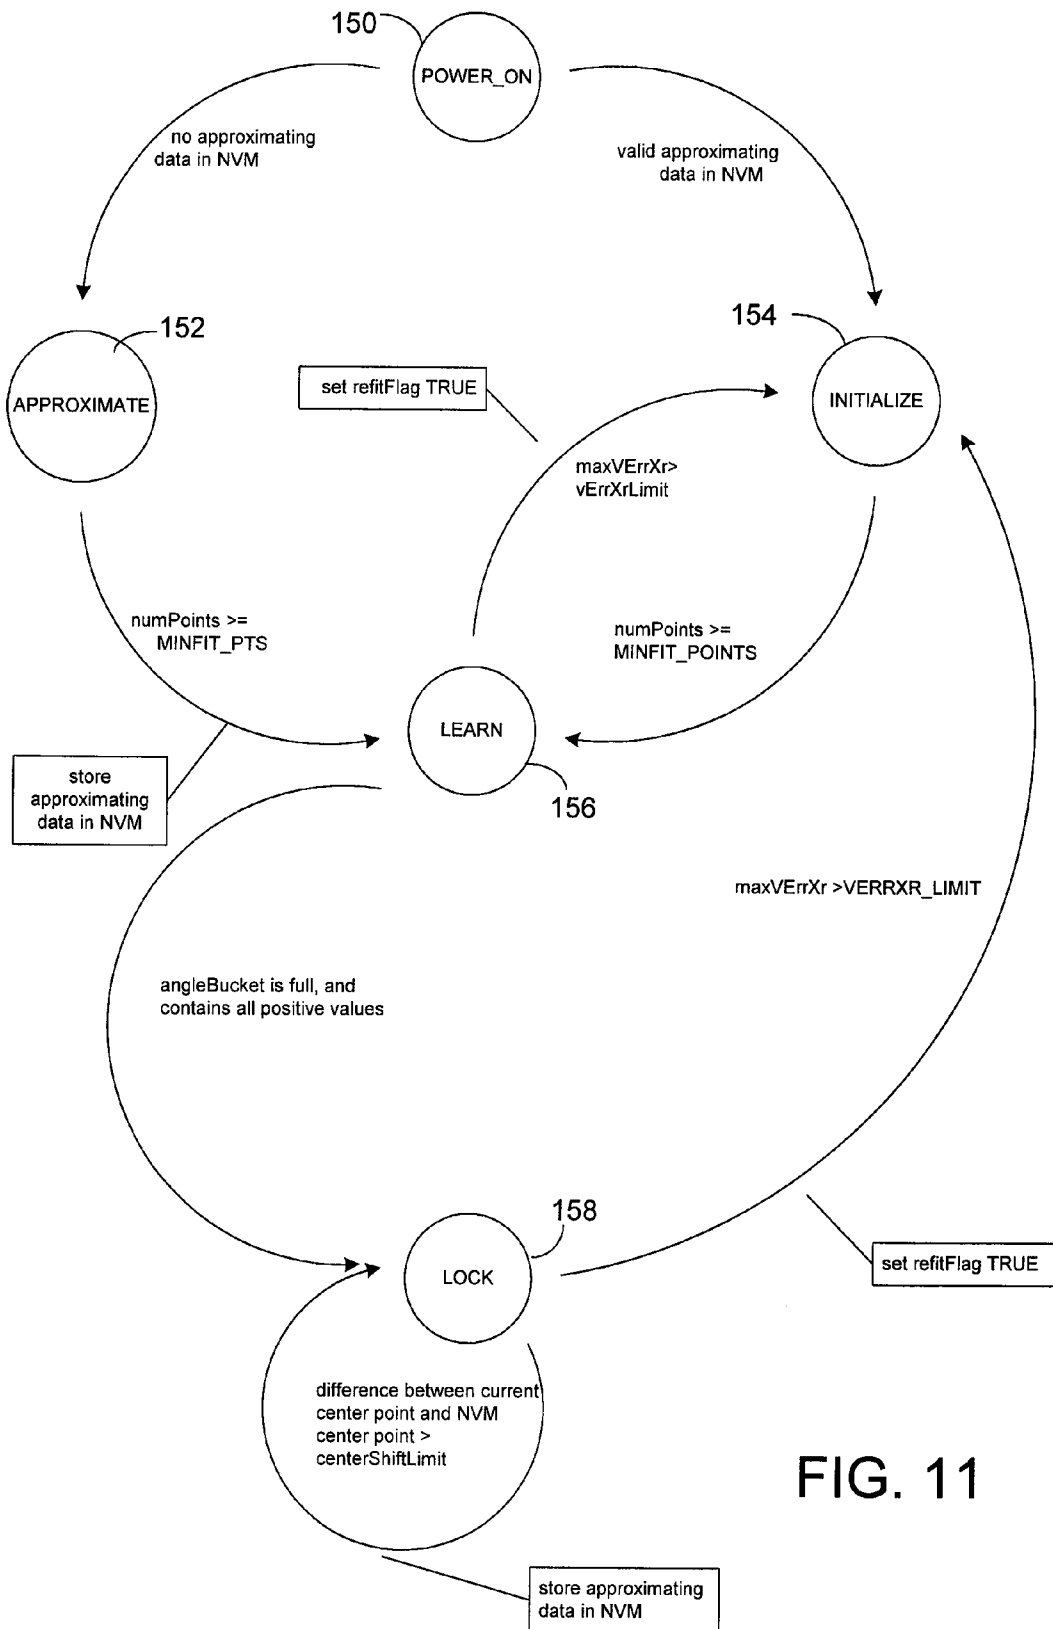 150
POWER_ON
no approximating
data in NVM
valid approximating
data in NVM
152
154
APPROXIMATE
set refitFlag TRUE
INITIALIZE
maxVErrXr>
vErrXrLimit
numPoints >=
MINFIT_PTS
numPoints >=
MINFIT_POINTS
LEARN
store
approximating
data in NVM
156
maxVErrXr >VERRXR_LIMIT
angleBucket is full, and
contains all positive values
158
LOCK
set refitFlag TRUE
difference between current
center point and NVM
center point >
centerShiftLimit
FIG. 11
store approximating
data in NVM